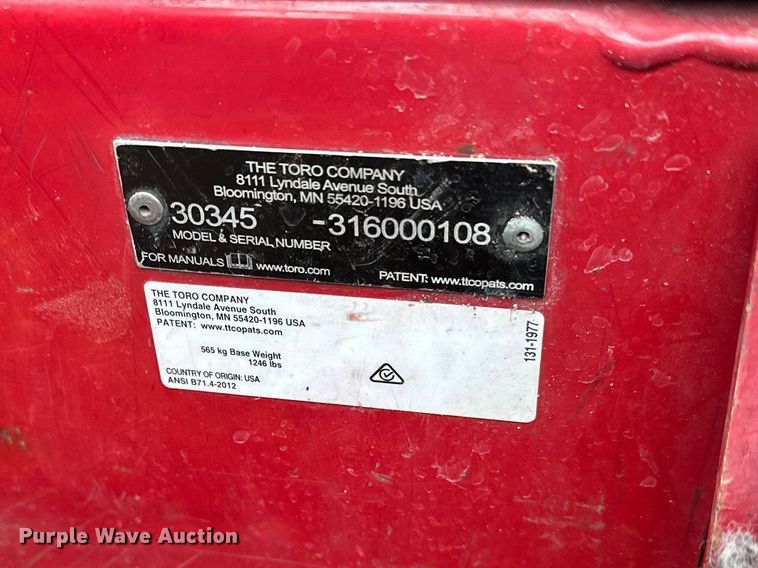 THE TORO COMPANY
8111 Lyndale Avenue South
Bloomington, MN 55420-1196 USA
30345 -316000108
MODEL & SERIAL NUMBER
FOR MANUALS www.toro.com PATENT: www.ttcopats.com
THE TORO COMPANY
8111 Lyndale Avenue South
Bloomington, MN 55420-1196 USA
PATENT: www.ttcopats.com
565 kg Base Weight
1246 lbs
COUNTRY OF ORIGIN: USA
ANSI B71.4-2012
131-1977
Purple Wave Auction®